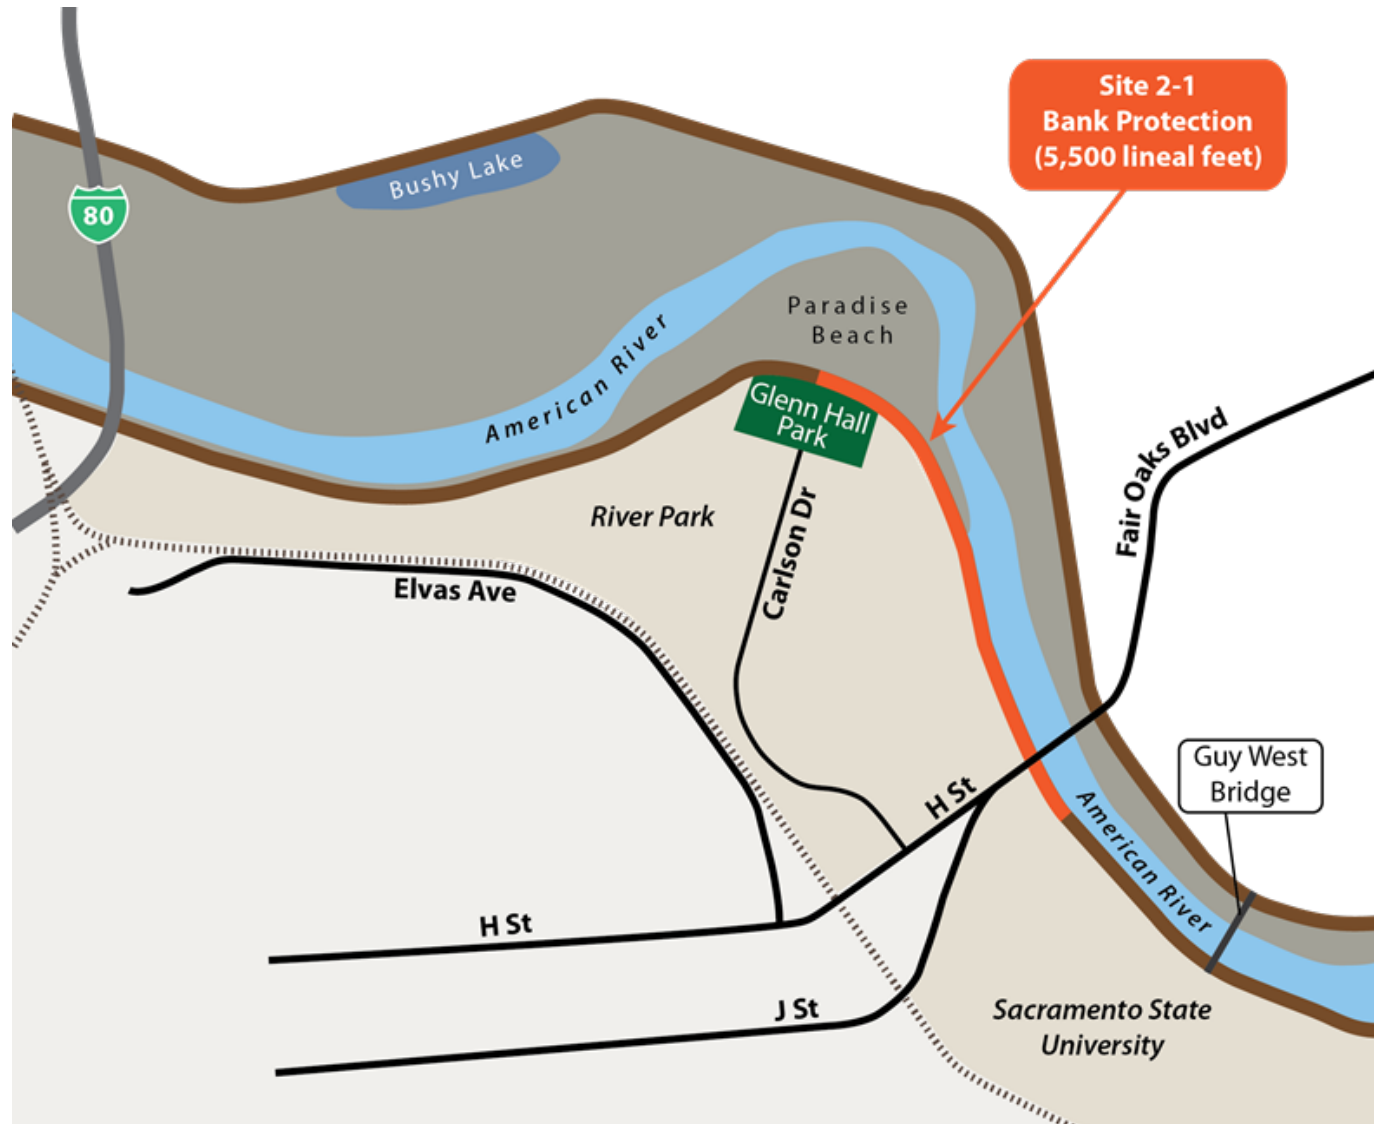 Site 2-1
Bank Protection
(5,500 lineal feet)
80
Bushy Lake
Paradise
Beach
American River
Glenn Hall
Park
Fair Oaks Blvd
River Park
Carlson Dr
Elvas Ave
Guy West
Bridge
H St
American River
H St
J St
Sacramento State
University